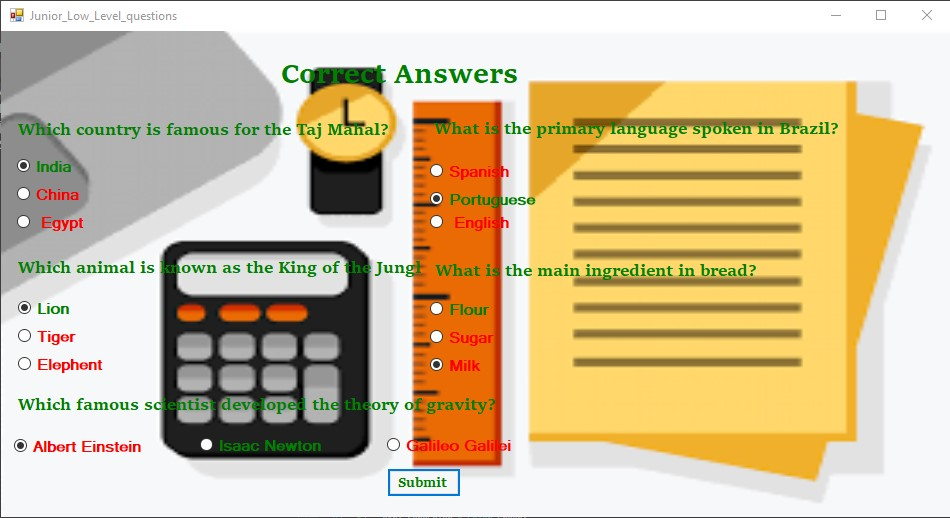 Junior_Low_Level_questions
Correct Answers
Which country is famous for the Taj Mahal?
India
China
Egypt
What is the primary language spoken in Brazil?
Spanish
Portuguese
English
Which animal is known as the King of the Jungl
Lion
Tiger
Elephent
What is the main ingredient in bread?
Flour
Sugar
Milk
Which famous scientist developed the theory of gravity?
Albert Einstein
Isaac Newton
Galileo Galilei
Submit